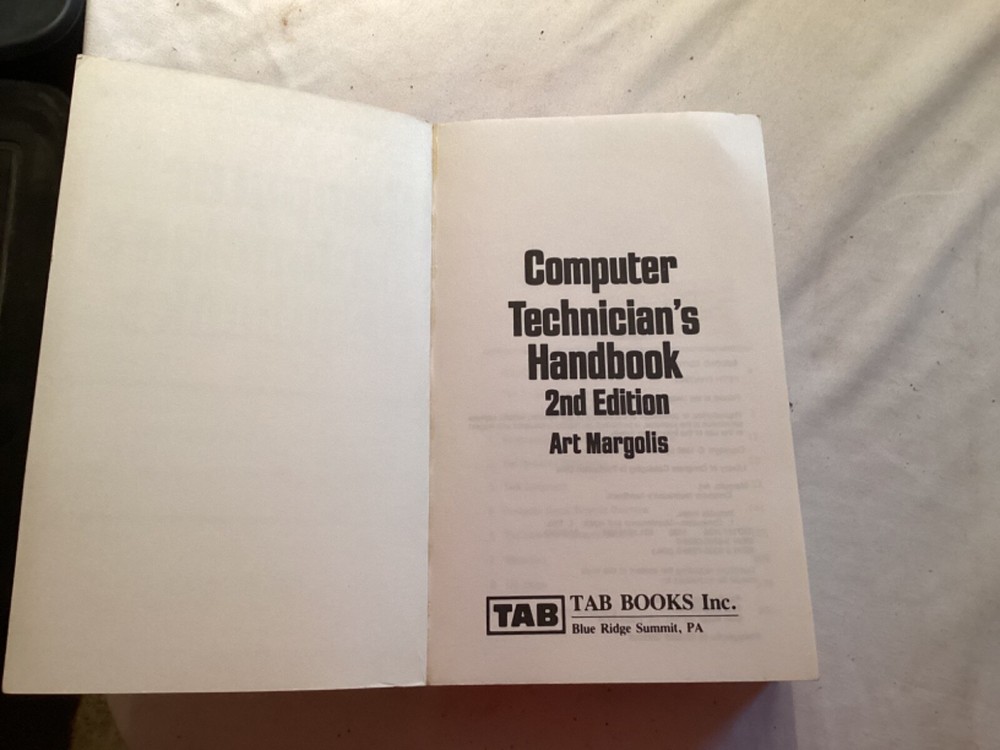 Computer
Technician's
Handbook
2nd Edition
Art Margolis
TAB TAB BOOKS Inc.
Blue Ridge Summit, PA